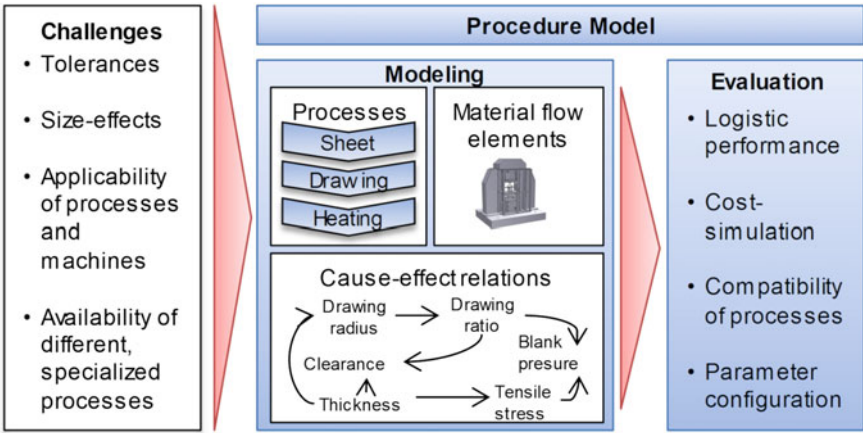 Challenges
• Tolerances
• Size-effects
• Applicability
of processes
and
machines
• Availability of
different,
specialized
processes
Procedure Model
Modeling
Processes
Sheet
Drawing
Heating
Material flow
elements
Cause-effect relations
Drawing
radius
Drawing
ratio
Blank
presure
Clearance
Thickness
Tensile
stress
Evaluation
• Logistic
performance
• Cost-
simulation
• Compatibility
of processes
• Parameter
configuration